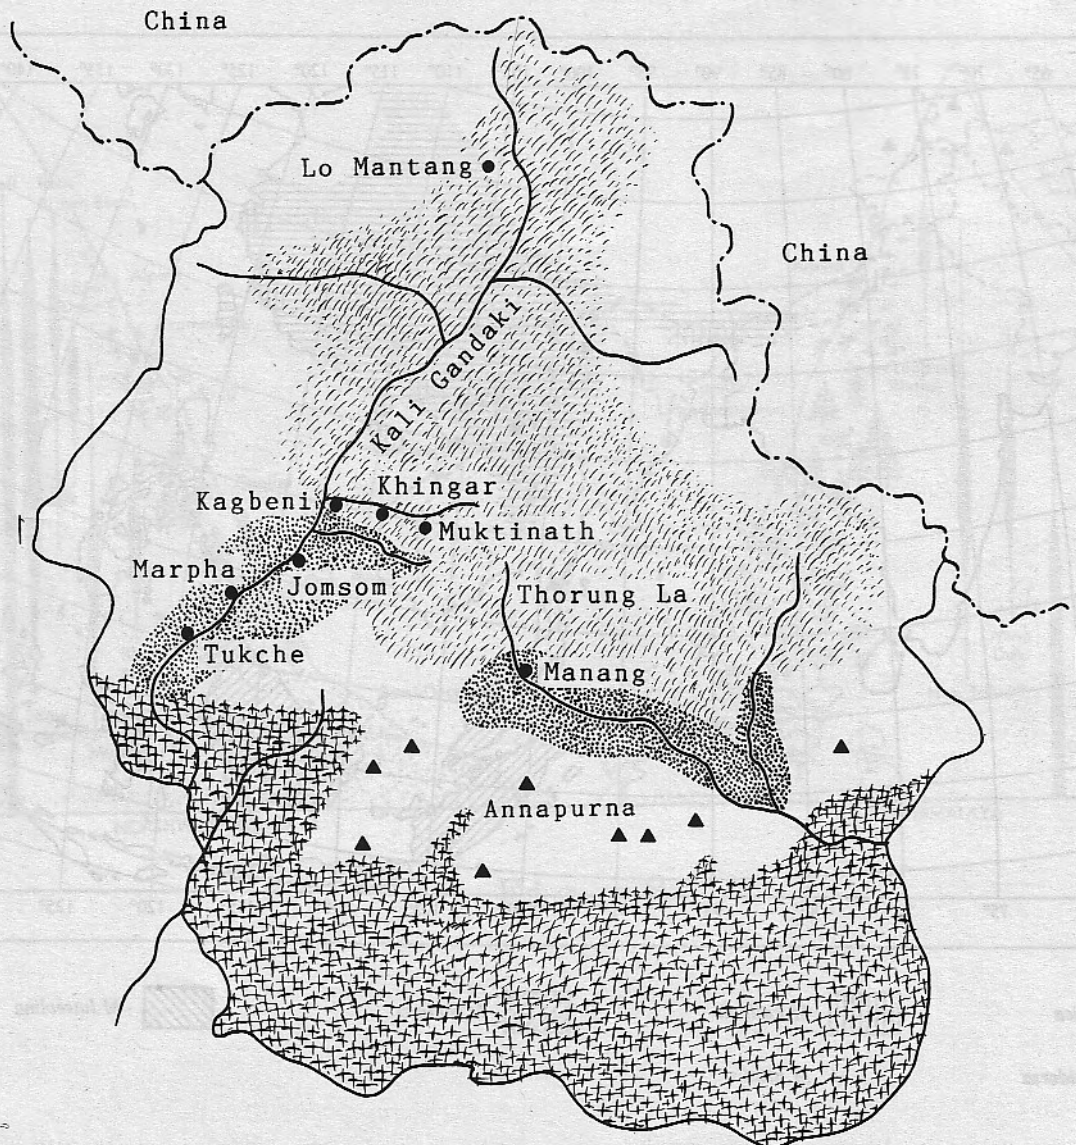 China
Lo Mantang
China
Kali Gandaki
Khingar
Kagbeni
Muktinath
Marpha
Jomsom
Thorung La
Tukche
Manang
Annapurna